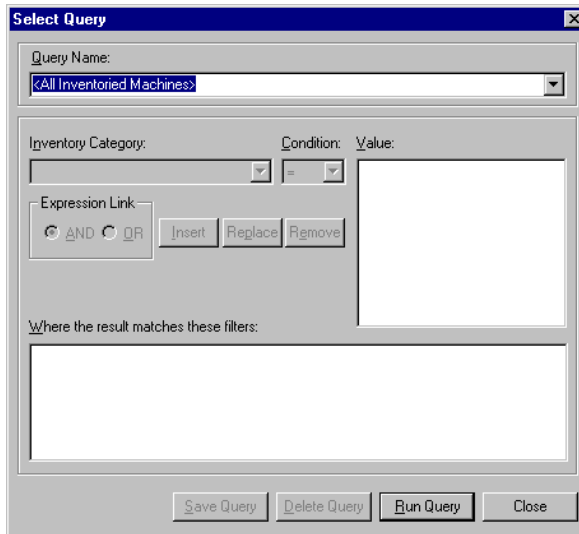 Select Query
Query Name:
<All Inventoried Machines>
Inventory Category: Condition: Value:
=
Expression Link
AND OR Insert Replace Remove
Where the result matches these filters:
Save Query Delete Query Run Query Close